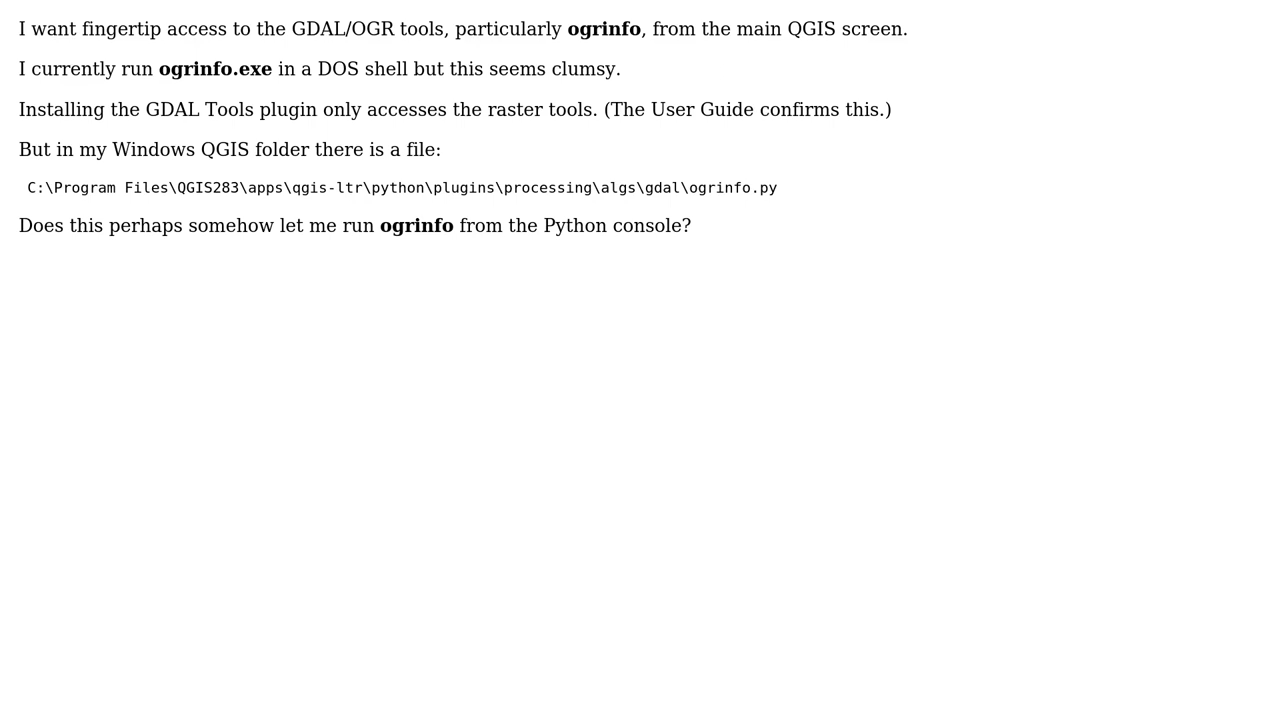 I want fingertip access to the GDAL/OGR tools, particularly ogrinfo, from the main QGIS screen.
I currently run ogrinfo.exe in a DOS shell but this seems clumsy.
Installing the GDAL Tools plugin only accesses the raster tools. (The User Guide confirms this.)
But in my Windows QGIS folder there is a file:
C:\Program Files\QGIS283\apps\qgis-ltr\python\plugins\processing\algs\gdal\ogrinfo.py
Does this perhaps somehow let me run ogrinfo from the Python console?